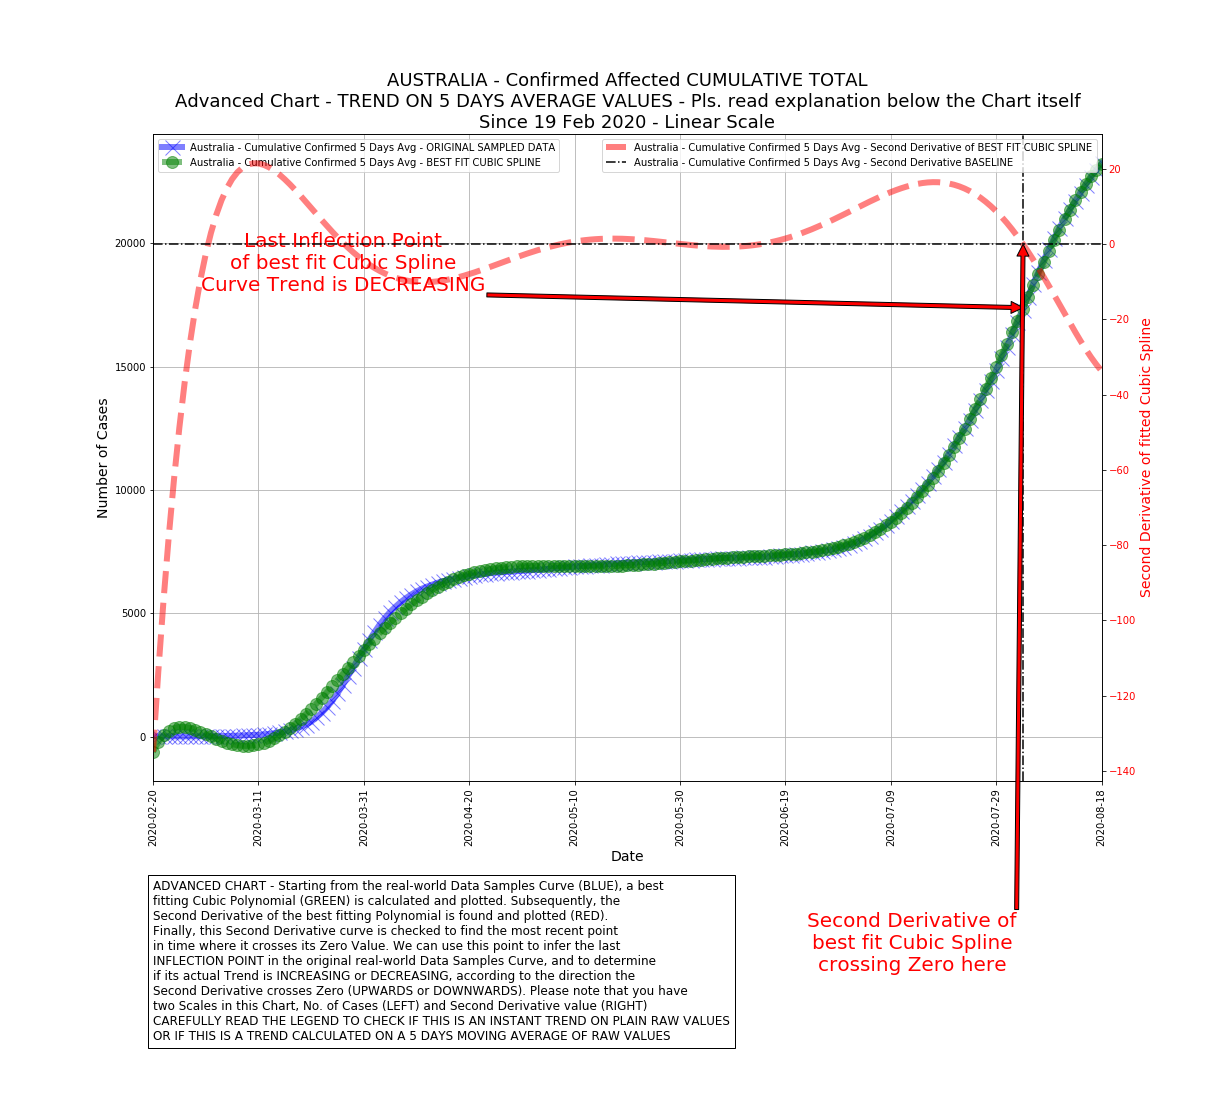 AUSTRALIA - Confirmed Affected CUMULATIVE TOTAL
Advanced Chart - TREND ON 5 DAYS AVERAGE VALUES - Pls. read explanation below the Chart itself
Since 19 Feb 2020 - Linear Scale
Australia - Cumulative Confirmed 5 Days Avg - ORIGINAL SAMPLED DATA
Australia - Cumulative Confirmed 5 Days Avg - BEST FIT CUBIC SPLINE
Australia - Cumulative Confirmed 5 Days Avg - Second Derivative of BEST FIT CUBIC SPLINE
Australia - Cumulative Confirmed 5 Days Avg - Second Derivative BASELINE
Last Inflection Point
of best fit Cubic Spline
Curve Trend is DECREASING
Number of Cases
20000
15000
10000
5000
0
20
0
−20
−40
−60
−80
−100
−120
−140
Second Derivative of fitted Cubic Spline
2020-02-20
2020-03-11
2020-03-31
2020-04-20
2020-05-10
2020-05-30
2020-06-19
2020-07-09
2020-07-29
2020-08-18
Date
ADVANCED CHART - Starting from the real-world Data Samples Curve (BLUE), a best
fitting Cubic Polynomial (GREEN) is calculated and plotted. Subsequently, the
Second Derivative of the best fitting Polynomial is found and plotted (RED).
Finally, this Second Derivative curve is checked to find the most recent point
in time where it crosses its Zero Value. We can use this point to infer the last
INFLECTION POINT in the original real-world Data Samples Curve, and to determine
if its actual Trend is INCREASING or DECREASING, according to the direction the
Second Derivative crosses Zero (UPWARDS or DOWNWARDS). Please note that you have
two Scales in this Chart, No. of Cases (LEFT) and Second Derivative value (RIGHT)
CAREFULLY READ THE LEGEND TO CHECK IF THIS IS AN INSTANT TREND ON PLAIN RAW VALUES
OR IF THIS IS A TREND CALCULATED ON A 5 DAYS MOVING AVERAGE OF RAW VALUES
Second Derivative of
best fit Cubic Spline
crossing Zero here